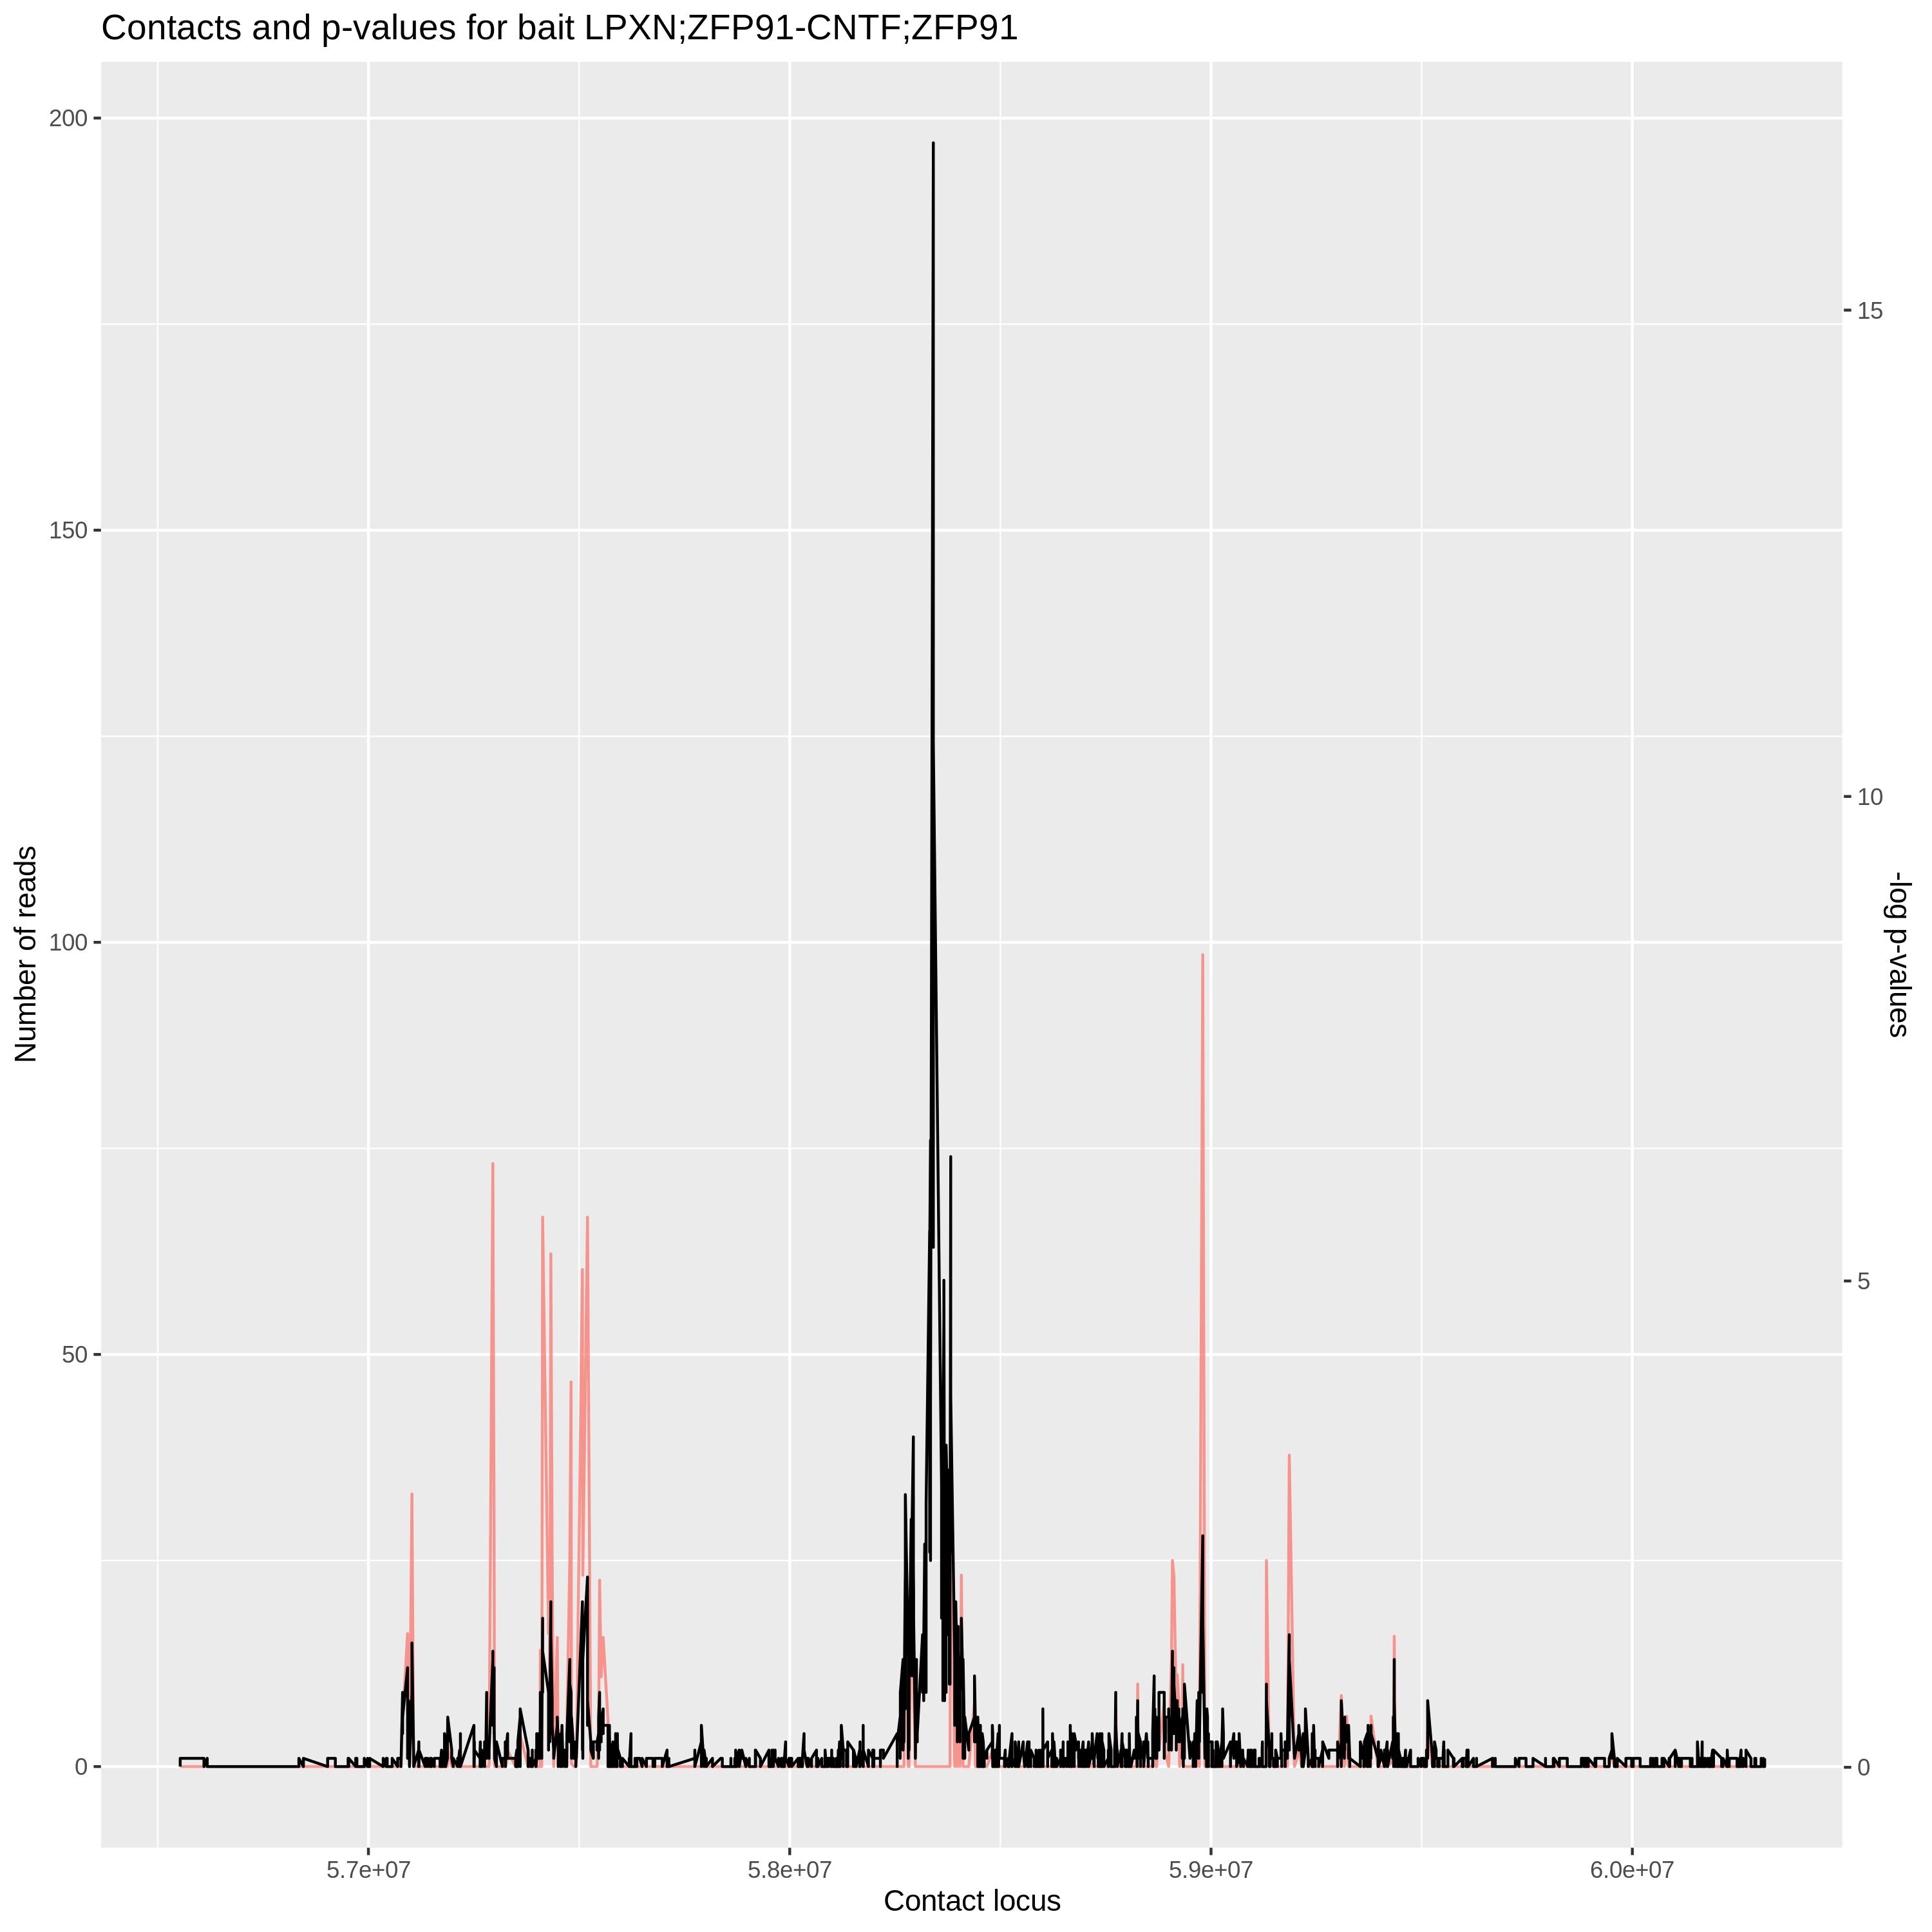 Contacts and p-values for bait LPXN;ZFP91-CNTF;ZFP91
200
150
100
50
0
Number of reads
15
10
5
0
-log p-values
5.7e+07
5.8e+07
5.9e+07
6.0e+07
Contact locus